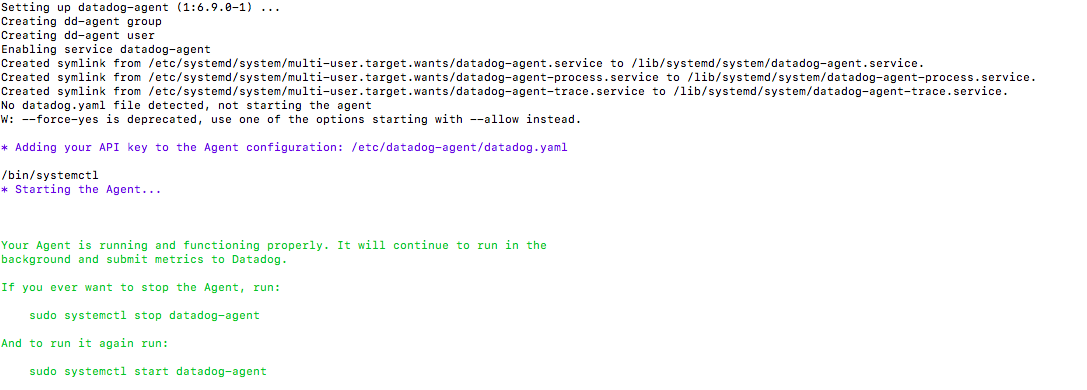 Setting up datadog-agent (1:6.9.0-1) ...
Creating dd-agent group
Creating dd-agent user
Enabling service datadog-agent
Created symlink from /etc/systemd/system/multi-user.target.wants/datadog-agent.service to /lib/systemd/system/datadog-agent.service.
Created symlink from /etc/systemd/system/multi-user.target.wants/datadog-agent-process.service to /lib/systemd/system/datadog-agent-process.service.
Created symlink from /etc/systemd/system/multi-user.target.wants/datadog-agent-trace.service to /lib/systemd/system/datadog-agent-trace.service.
No datadog.yaml file detected, not starting the agent
W: --force-yes is deprecated, use one of the options starting with --allow instead.
* Adding your API key to the Agent configuration: /etc/datadog-agent/datadog.yaml
/bin/systemctl
* Starting the Agent...
Your Agent is running and functioning properly. It will continue to run in the
background and submit metrics to Datadog.
If you ever want to stop the Agent, run:
sudo systemctl stop datadog-agent
And to run it again run:
sudo systemctl start datadog-agent